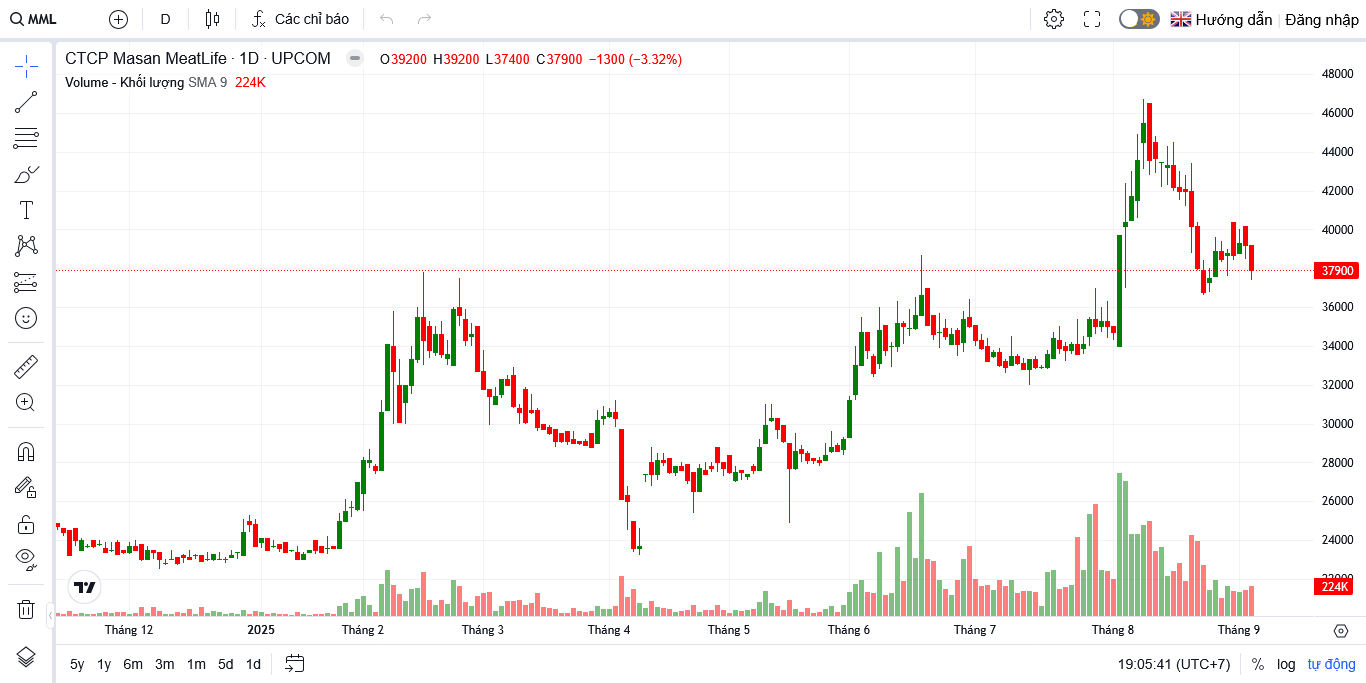 MML D Các chỉ báo Hướng dẫn Đăng nhập
CTCP Masan MeatLife · 1D · UPCOM O39200 H39200 L37400 C37900 −1300 (−3.32%)
Volume - Khối lượng SMA 9 224K
48000
46000
44000
42000
40000
37900
36000
34000
32000
30000
28000
26000
24000
22000
224K
Tháng 12 2025 Tháng 2 Tháng 3 Tháng 4 Tháng 5 Tháng 6 Tháng 7 Tháng 8 Tháng 9
5y 1y 6m 3m 1m 5d 1d 19:05:41 (UTC+7) % log tự động